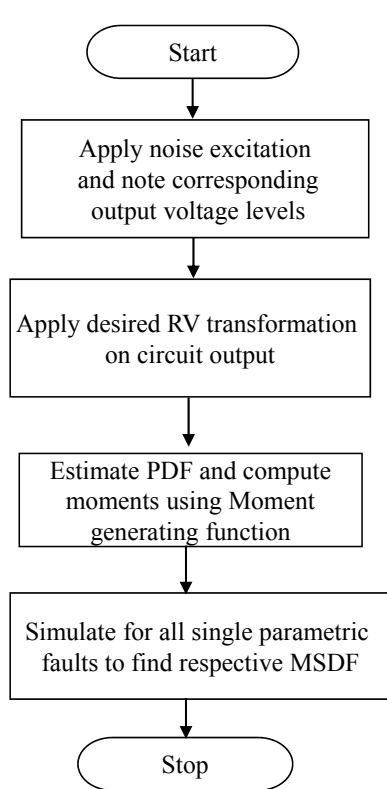 Start
Apply noise excitation
and note corresponding
output voltage levels
Apply desired RV transformation
on circuit output
Estimate PDF and compute
moments using Moment
generating function
Simulate for all single parametric
faults to find respective MSDF
Stop